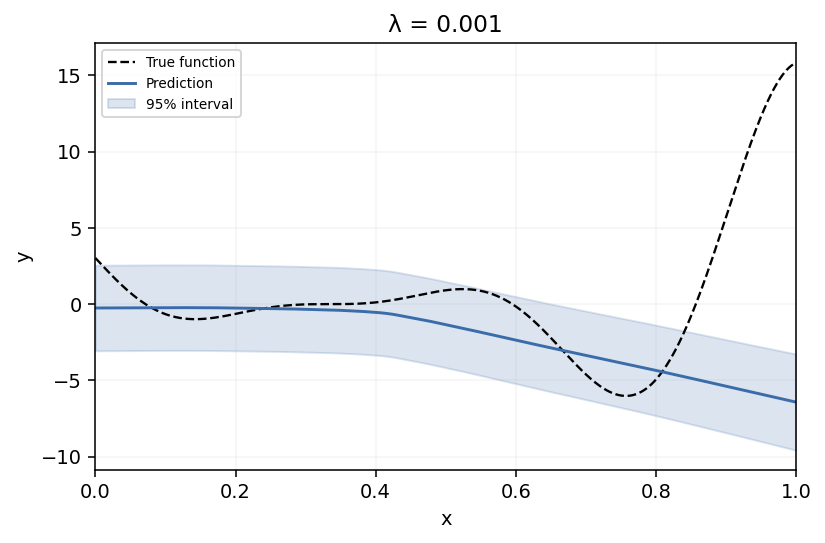 λ = 0.001
True function
Prediction
95% interval
y
15
10
5
0
−5
−10
0.0 0.2 0.4 0.6 0.8 1.0
x